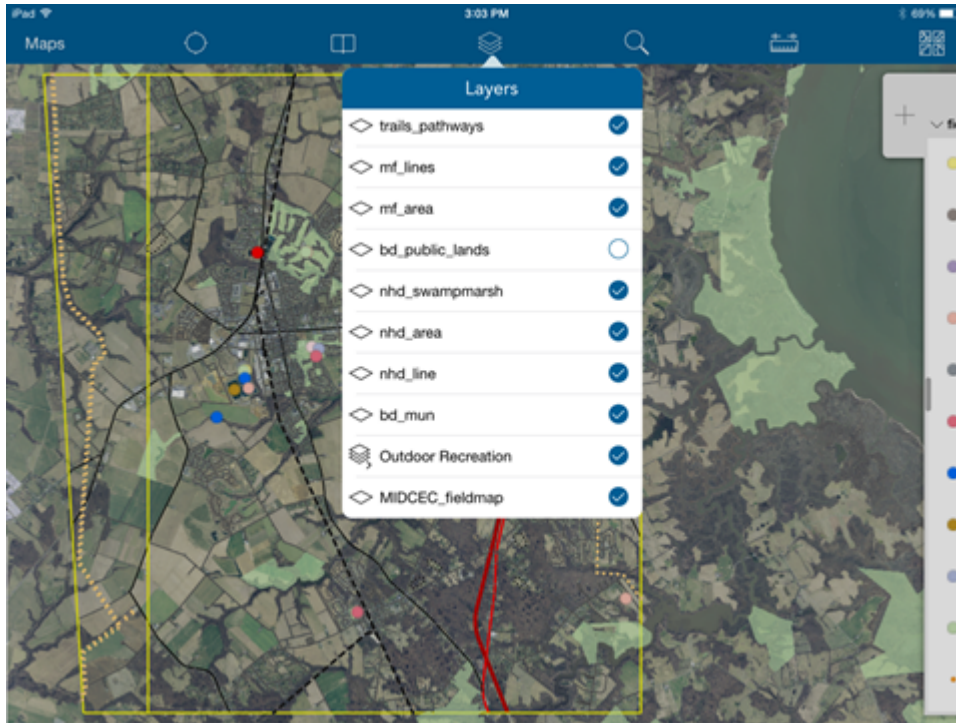 iPad
3:03 PM
69%
Maps
Layers
trails_pathways
mf_lines
mf_area
bd_public_lands
nhd_swampmarsh
nhd_area
nhd_line
bd_mun
Outdoor Recreation
MIDCEC_fieldmap